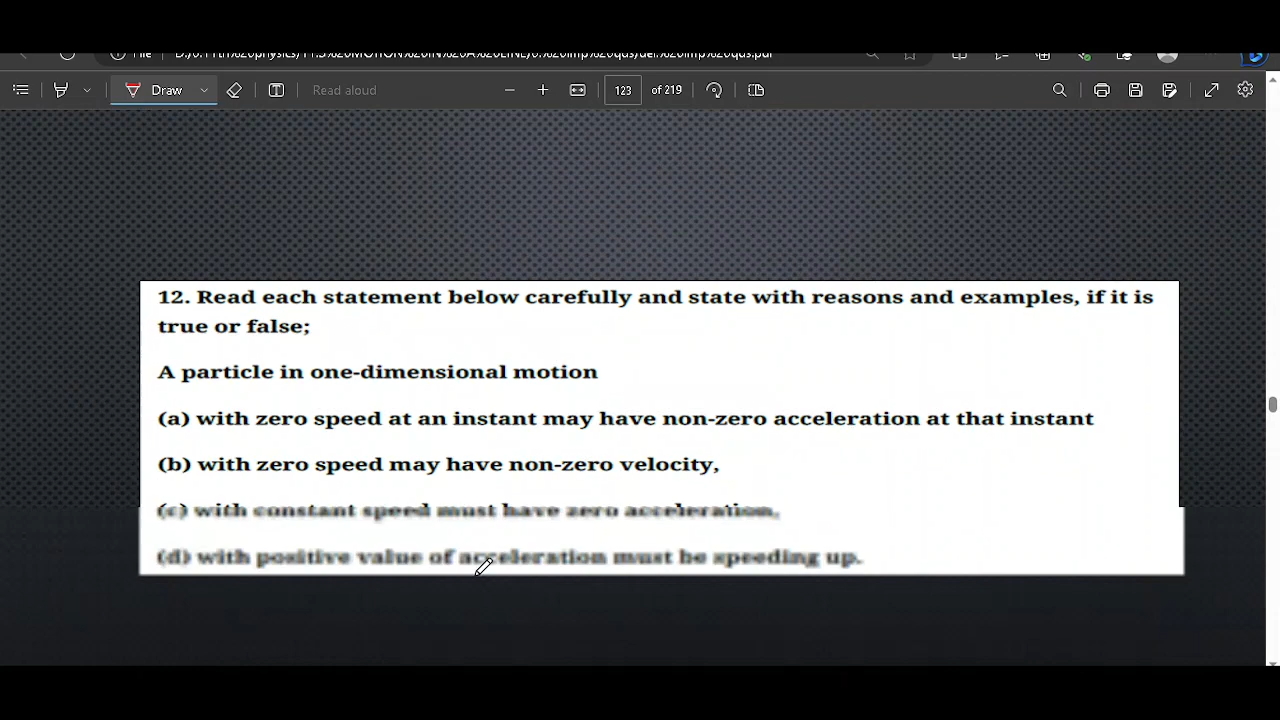 Draw
Read aloud
123 of 219
12. Read each statement below carefully and state with reasons and examples, if it is
true or false;
A particle in one-dimensional motion
(a) with zero speed at an instant may have non-zero acceleration at that instant
(b) with zero speed may have non-zero velocity,
(c) with constant speed must have zero acceleration,
(d) with positive value of acceleration must be speeding up.